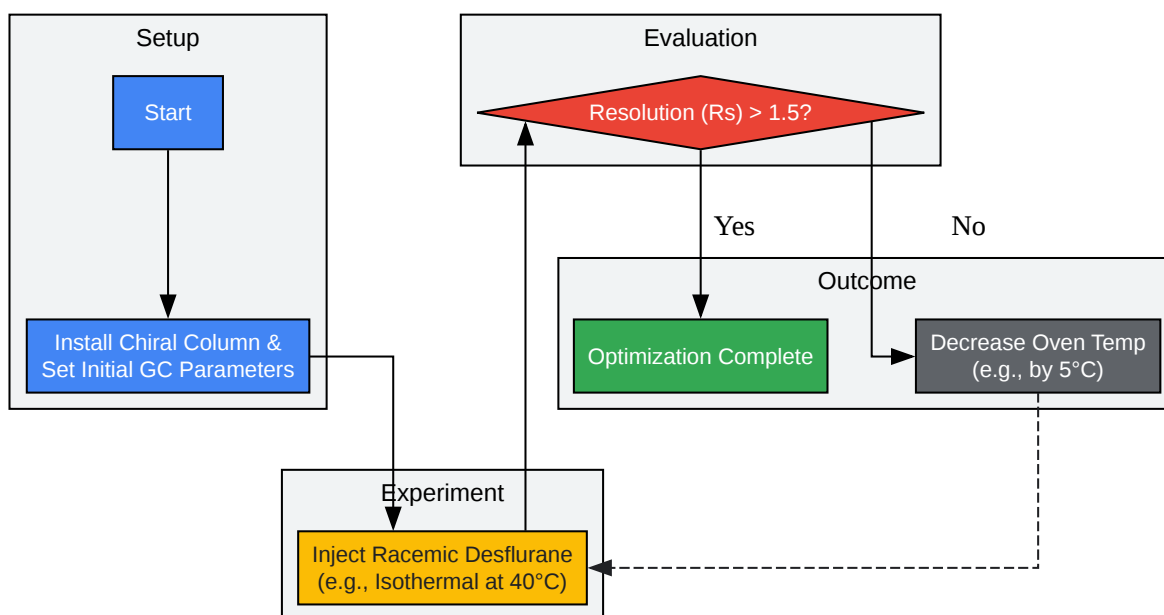 Setup
Start
Install Chiral Column &
Set Initial GC Parameters
Evaluation
Resolution (Rs) > 1.5?
Yes
No
Outcome
Optimization Complete
Decrease Oven Temp
(e.g., by 5°C)
Experiment
Inject Racemic Desflurane
(e.g., Isothermal at 40°C)